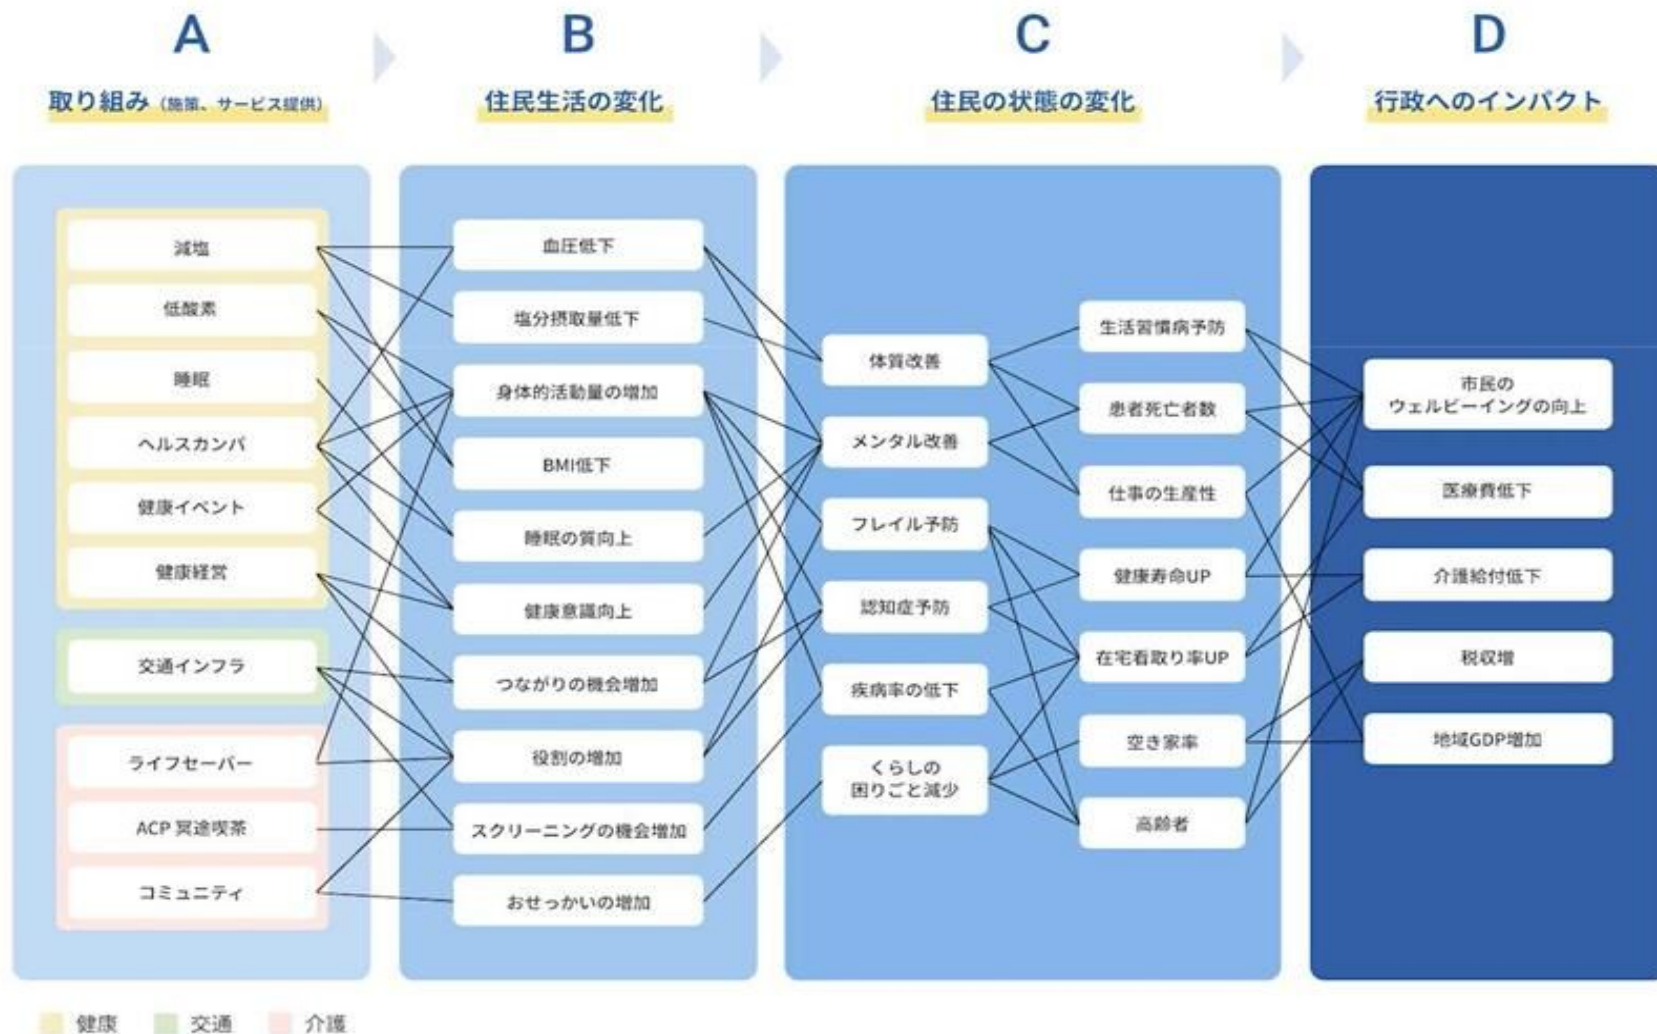 A
B
C
D
取り組み（施策、サービス提供）
住民生活の変化
住民の状態の変化
行政へのインパクト
減塩
低酸素
睡眠
ヘルスカンパ
健康イベント
健康経営
交通インフラ
ライフセーバー
ACP 冥途喫茶
コミュニティ
血圧低下
塩分摂取量低下
身体的活動量の増加
BMI低下
睡眠の質向上
健康意識向上
つながりの機会増加
役割の増加
スクリーニングの機会増加
おせっかいの増加
体質改善
メンタル改善
フレイル予防
認知症予防
疾病率の低下
くらしの
困りごと減少
生活習慣病予防
患者死亡者数
仕事の生産性
健康寿命UP
在宅看取り率UP
空き家率
高齢者
市民の
ウェルビーイングの向上
医療費低下
介護給付低下
税収増
地域GDP増加
健康
交通
介護